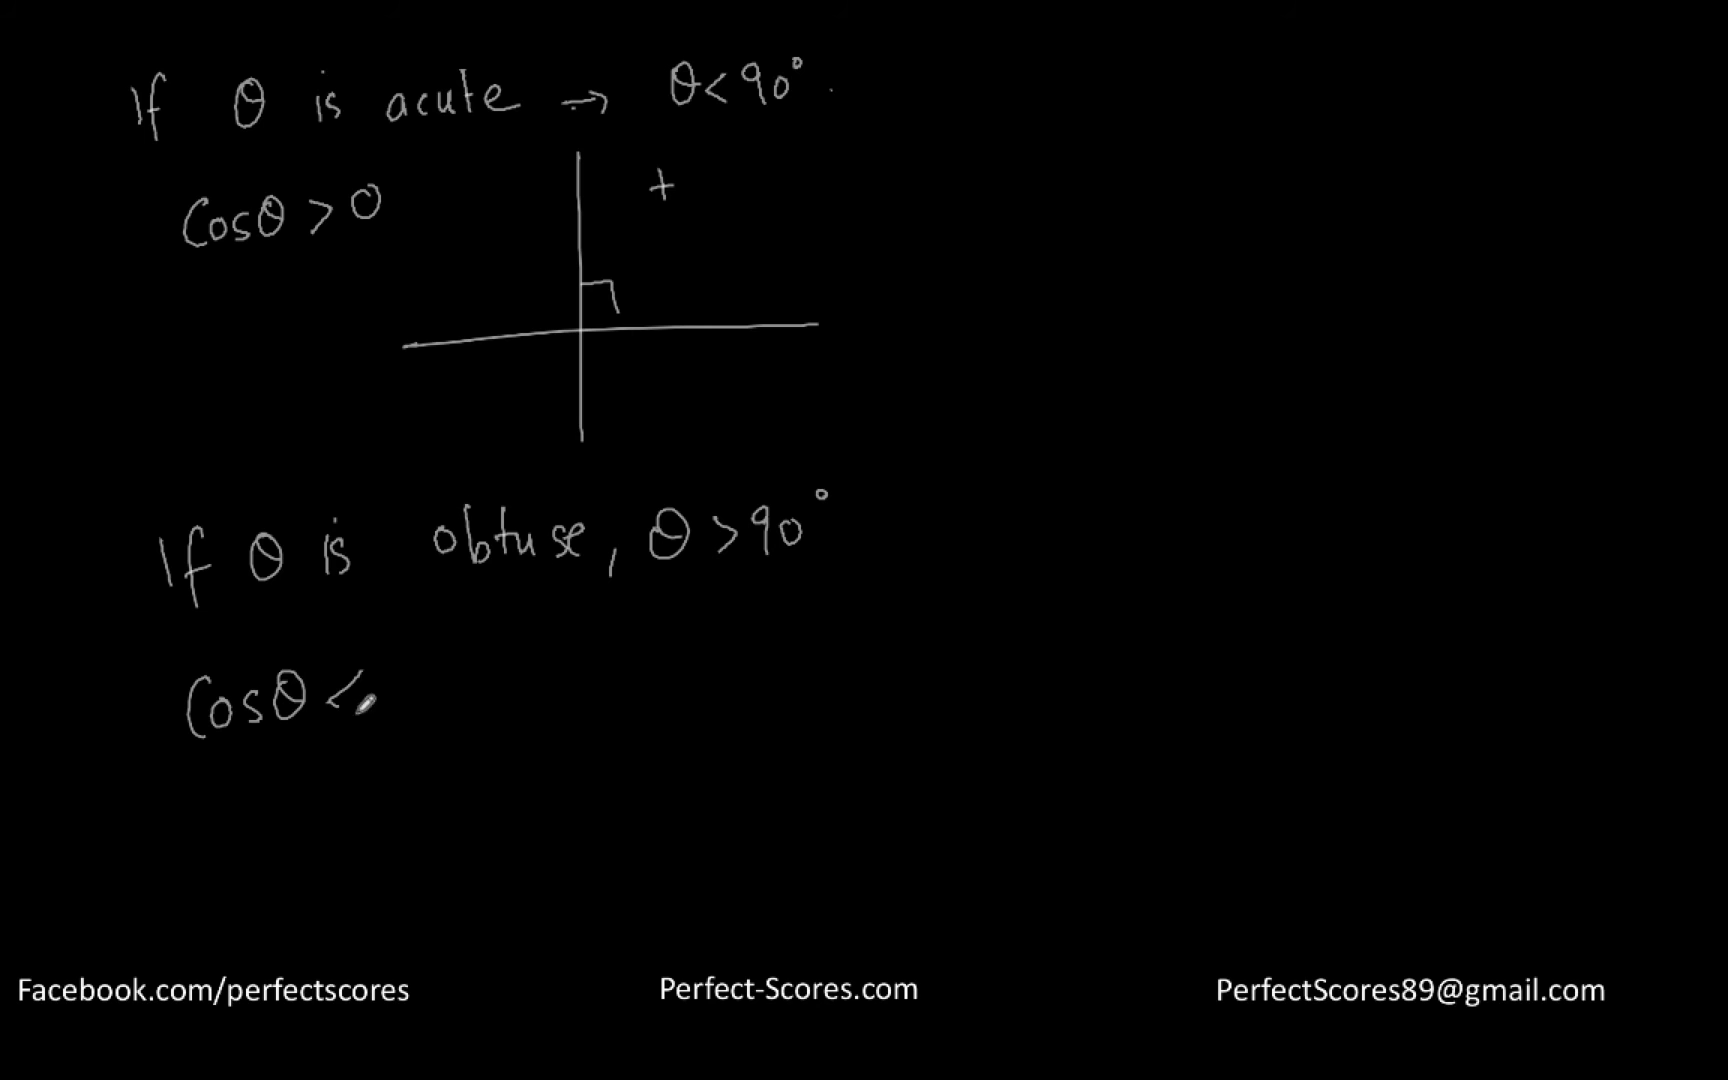 If θ is acute → θ < 90°.
Cosθ > 0
+
If θ is obtuse, θ > 90°
Cosθ <
Facebook.com/perfectscores
Perfect-Scores.com
PerfectScores89@gmail.com